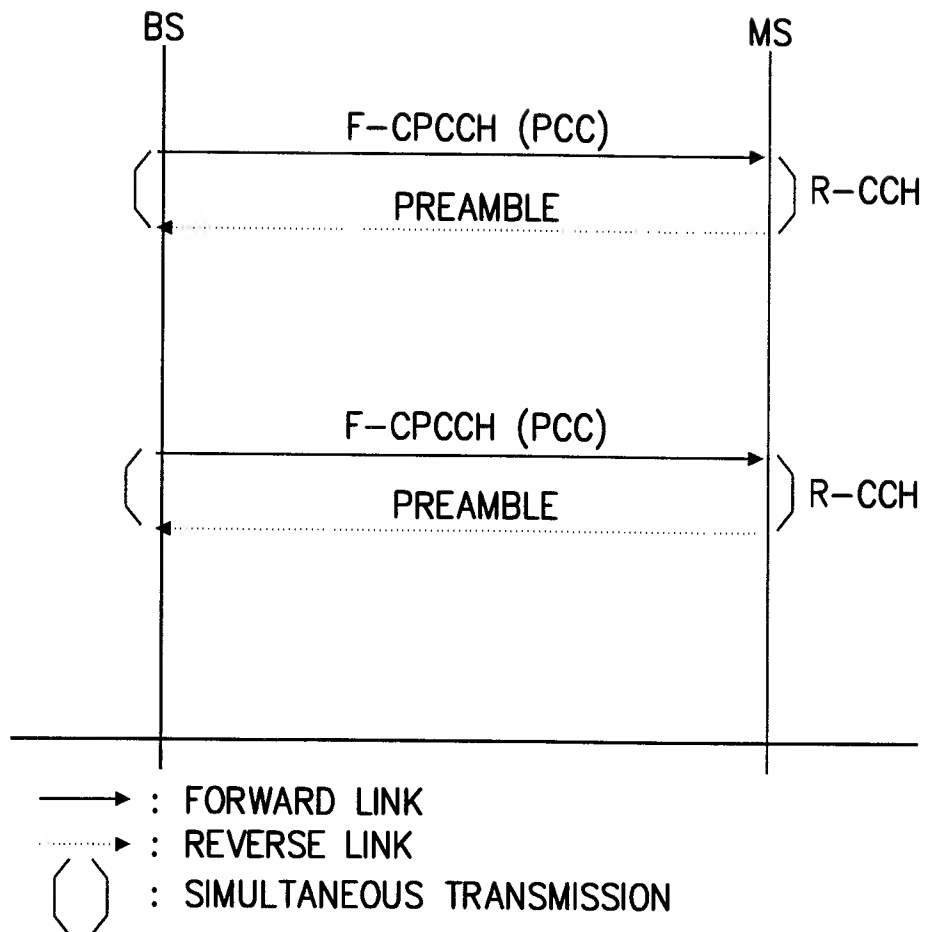 BS MS
F-CPCCH (PCC)
R-CCH
PREAMBLE
F-CPCCH (PCC)
R-CCH
PREAMBLE
: FORWARD LINK
: REVERSE LINK
: SIMULTANEOUS TRANSMISSION